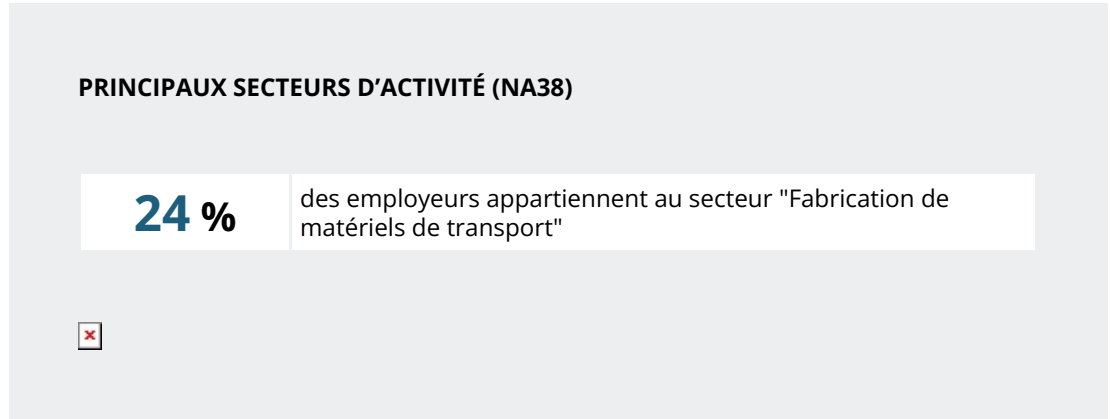 PRINCIPAUX SECTEURS D’ACTIVITÉ (NA38)
24 %
des employeurs appartiennent au secteur "Fabrication de
matériels de transport"